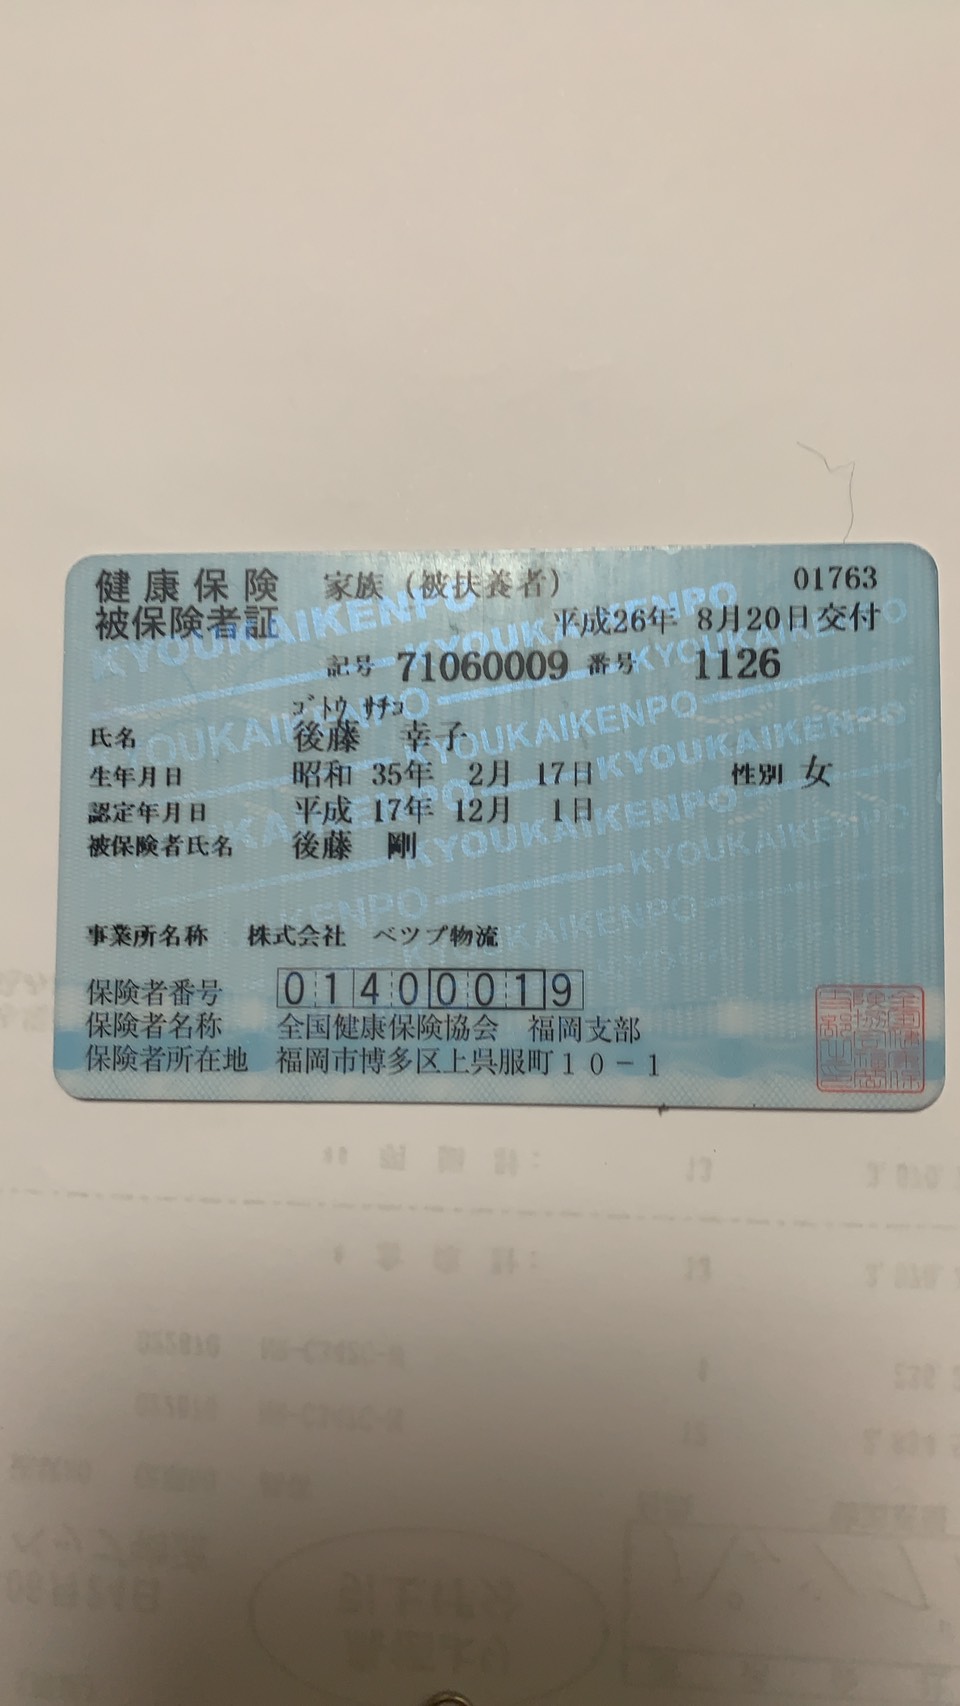 健康保険 家族（被扶養者） 01763
被保険者証 平成26年 8月20日交付
記号 71060009 番号 1126
ｺﾞﾄｳ ｻﾁｺ
氏名 後藤 幸子
生年月日 昭和 35年 2月 17日 性別 女
認定年月日 平成 17年 12月 1日
被保険者氏名 後藤 剛
事業所名称 株式会社 ベツプ物流
保険者番号 01400019
保険者名称 全国健康保険協会 福岡支部
保険者所在地 福岡市博多区上呉服町１０－１
KYOUKAIKENPO